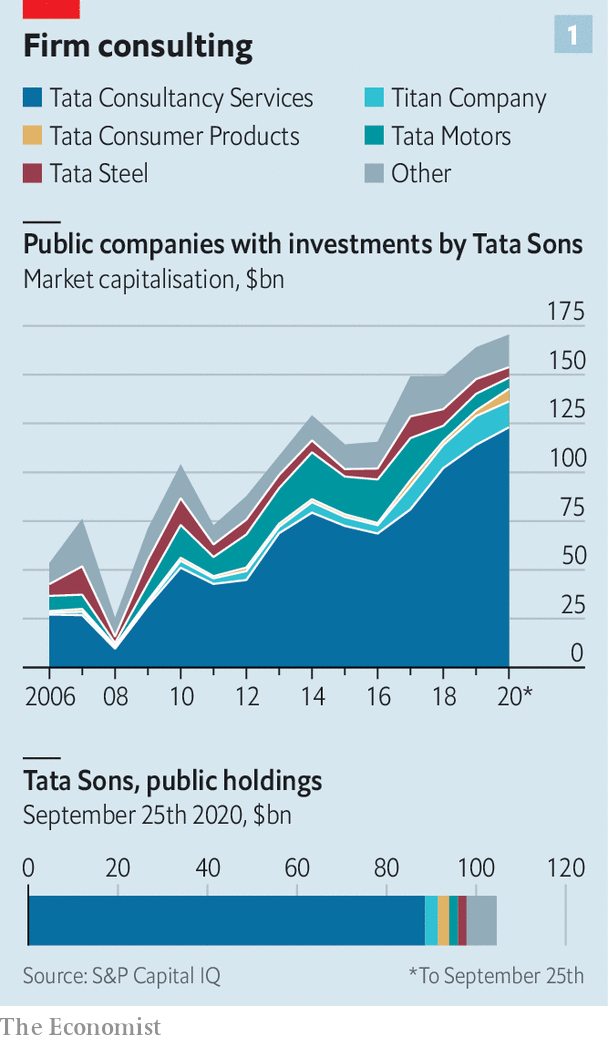 Firm consulting
1
Tata Consultancy Services
Titan Company
Tata Consumer Products
Tata Motors
Tata Steel
Other
Public companies with investments by Tata Sons
Market capitalisation, $bn
175
150
125
100
75
50
25
0
2006 08 10 12 14 16 18 20*
Tata Sons, public holdings
September 25th 2020, $bn
0 20 40 60 80 100 120
Source: S&P Capital IQ
*To September 25th
The Economist